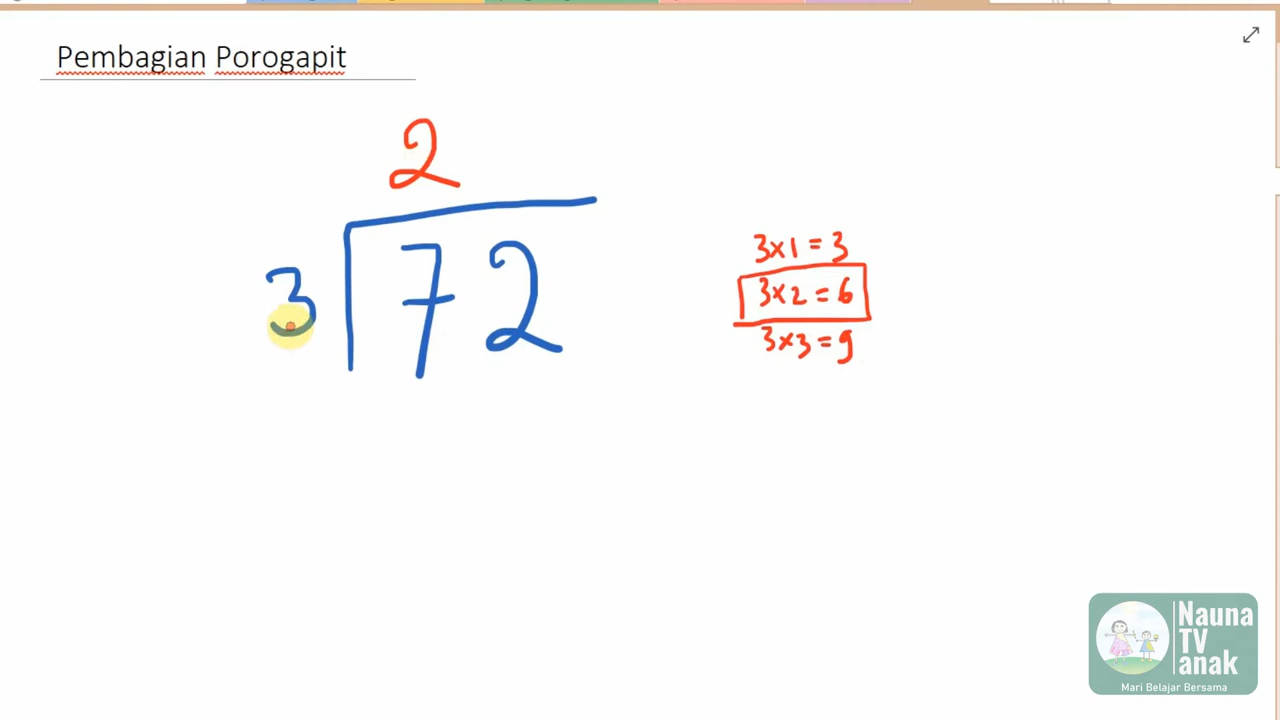 Pembagian Porogapit
2
3 72
3x1=3
3x2=6
3x3=9
Nauna
TV
anak
Mari Belajar Bersama